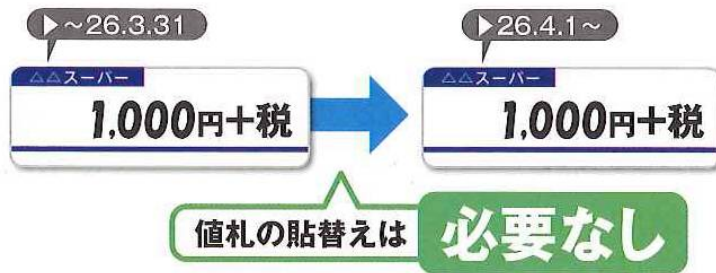 ▶～26.3.31
▶26.4.1～
△△スーパー
1,000円＋税
△△スーパー
1,000円＋税
値札の貼替えは
必要なし